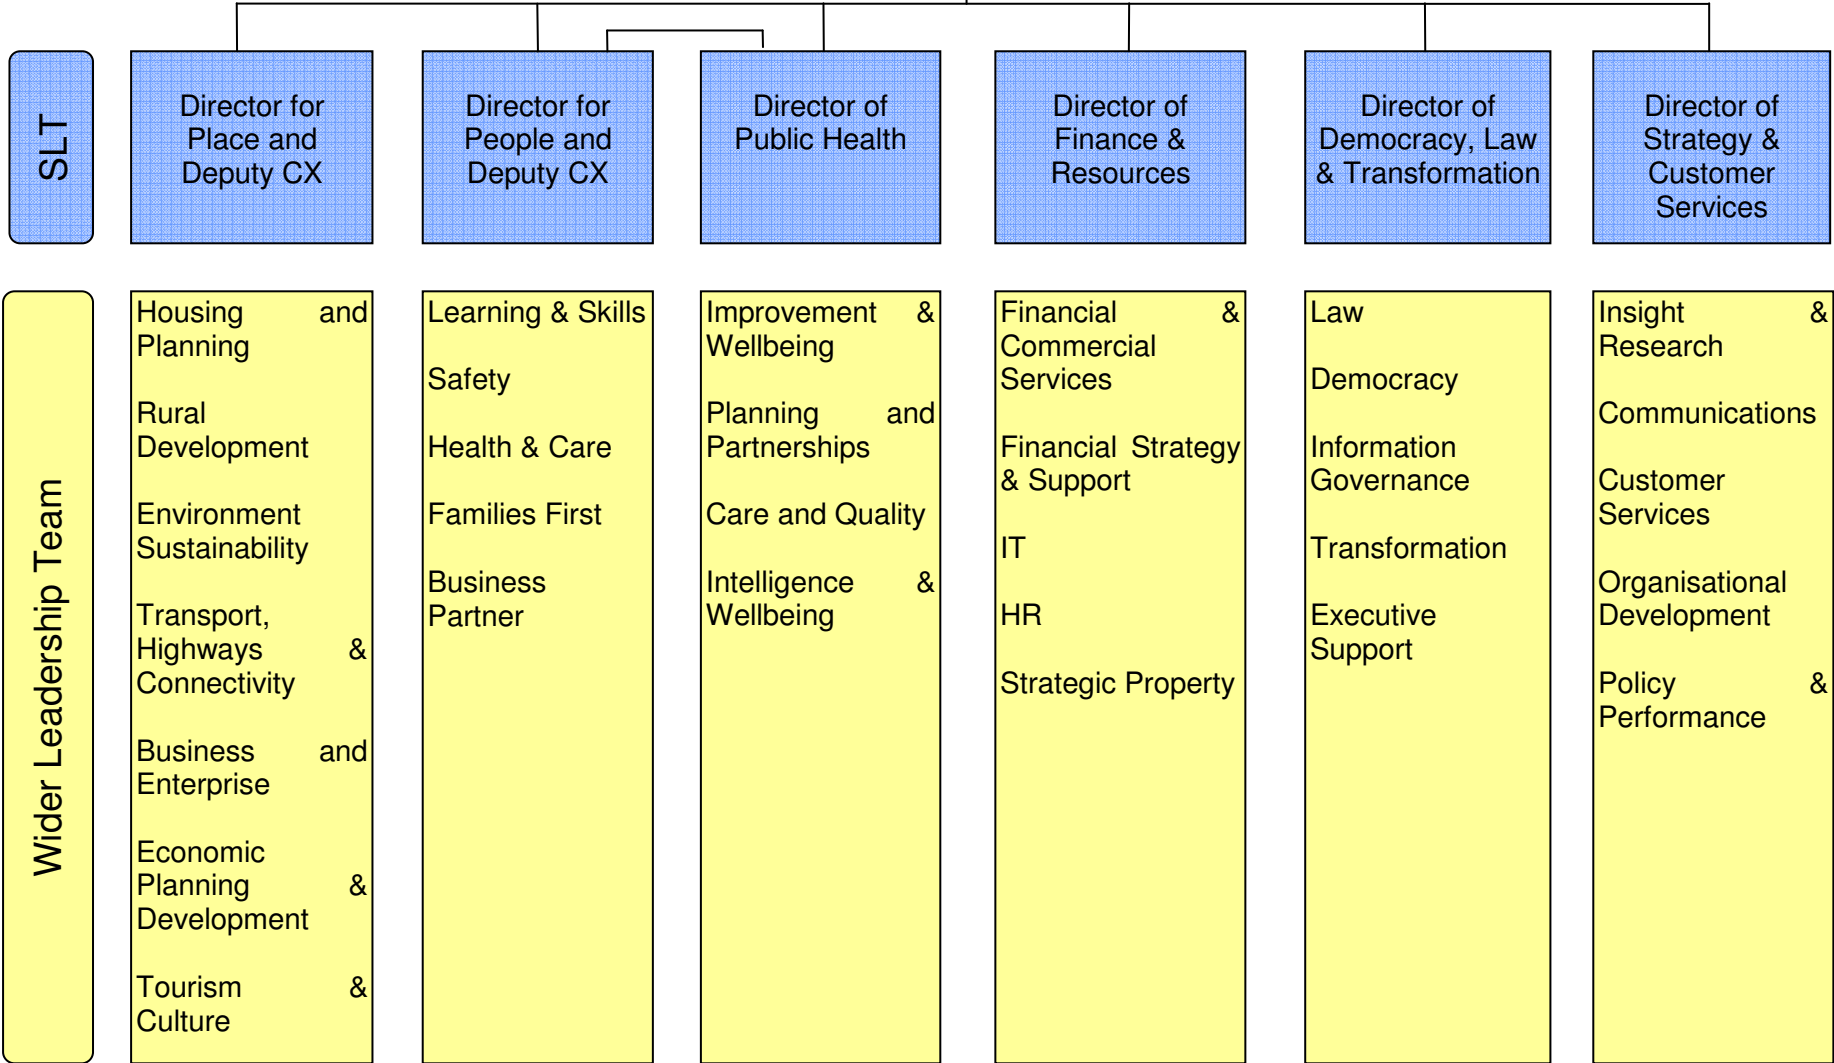 SLT
Director for
Place and
Deputy CX
Director for
People and
Deputy CX
Director of
Public Health
Director of
Finance &
Resources
Director of
Democracy, Law
& Transformation
Director of
Strategy &
Customer
Services
Wider Leadership Team
Housing and
Planning
Rural
Development
Environment
Sustainability
Transport,
Highways &
Connectivity
Business and
Enterprise
Economic
Planning &
Development
Tourism &
Culture
Learning & Skills
Safety
Health & Care
Families First
Business
Partner
Improvement &
Wellbeing
Planning and
Partnerships
Care and Quality
Intelligence &
Wellbeing
Financial &
Commercial
Services
Financial Strategy
& Support
IT
HR
Strategic Property
Law
Democracy
Information
Governance
Transformation
Executive
Support
Insight &
Research
Communications
Customer
Services
Organisational
Development
Policy &
Performance